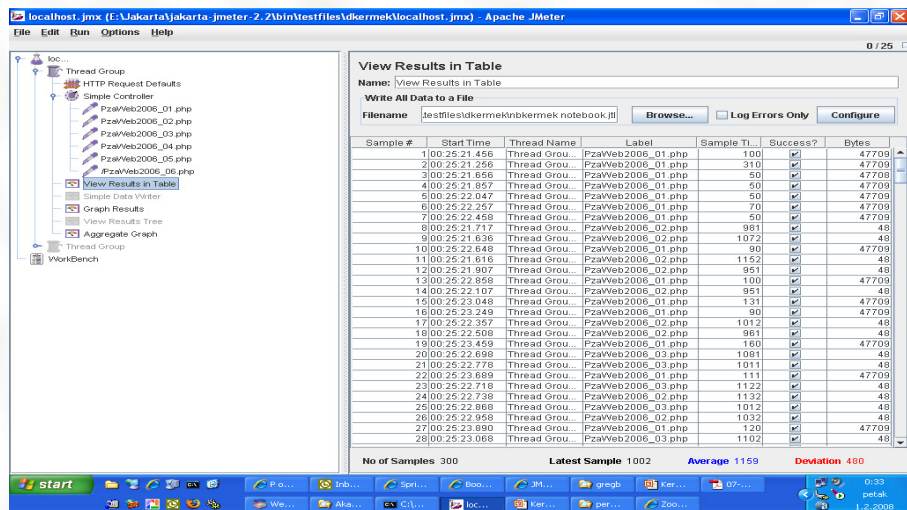 localhost.jmx (E:\Jakarta\jakarta-jmeter-2.2\bin\testfiles\dkermek\localhost.jmx) - Apache JMeter
File Edit Run Options Help
0 / 25
loc...
Thread Group
HTTP Request Defaults
Simple Controller
PzaWeb2006_01.php
PzaWeb2006_02.php
PzaWeb2006_03.php
PzaWeb2006_04.php
PzaWeb2006_05.php
/PzaWeb2006_06.php
View Results in Table
Simple Data Writer
Graph Results
View Results Tree
Aggregate Graph
Thread Group
WorkBench
View Results in Table
Name: View Results in Table
Write All Data to a File
Filename .testfiles\dkermek\nbkermek notebook.jtl Browse... Log Errors Only Configure
Sample # Start Time Thread Name Label Sample Ti... Success? Bytes
1 00:25:21.456 Thread Grou... PzaWeb2006_01.php 100 47709
2 00:25:21.256 Thread Grou... PzaWeb2006_01.php 310 47709
3 00:25:21.656 Thread Grou... PzaWeb2006_01.php 50 47708
4 00:25:21.857 Thread Grou... PzaWeb2006_01.php 50 47709
5 00:25:22.047 Thread Grou... PzaWeb2006_01.php 50 47709
6 00:25:22.257 Thread Grou... PzaWeb2006_01.php 70 47709
7 00:25:22.458 Thread Grou... PzaWeb2006_01.php 50 47709
8 00:25:21.717 Thread Grou... PzaWeb2006_02.php 981 48
9 00:25:21.636 Thread Grou... PzaWeb2006_02.php 1072 48
10 00:25:22.648 Thread Grou... PzaWeb2006_01.php 90 47709
11 00:25:21.616 Thread Grou... PzaWeb2006_02.php 1152 48
12 00:25:21.907 Thread Grou... PzaWeb2006_02.php 951 48
13 00:25:22.858 Thread Grou... PzaWeb2006_01.php 100 47709
14 00:25:22.107 Thread Grou... PzaWeb2006_02.php 951 48
15 00:25:23.048 Thread Grou... PzaWeb2006_01.php 131 47709
16 00:25:23.249 Thread Grou... PzaWeb2006_01.php 90 47709
17 00:25:22.357 Thread Grou... PzaWeb2006_02.php 1012 48
18 00:25:22.508 Thread Grou... PzaWeb2006_02.php 961 48
19 00:25:23.459 Thread Grou... PzaWeb2006_01.php 160 47709
20 00:25:22.698 Thread Grou... PzaWeb2006_03.php 1081 48
21 00:25:22.778 Thread Grou... PzaWeb2006_03.php 1011 48
22 00:25:23.689 Thread Grou... PzaWeb2006_01.php 111 47709
23 00:25:22.718 Thread Grou... PzaWeb2006_03.php 1122 48
24 00:25:22.738 Thread Grou... PzaWeb2006_02.php 1132 48
25 00:25:22.868 Thread Grou... PzaWeb2006_03.php 1012 48
26 00:25:22.958 Thread Grou... PzaWeb2006_02.php 1032 48
27 00:25:23.890 Thread Grou... PzaWeb2006_01.php 120 47709
28 00:25:23.068 Thread Grou... PzaWeb2006_03.php 1102 48
No of Samples 300 Latest Sample 1002 Average 1159 Deviation 480
start P o... Inb... Spri... Boo... JM... gregb Ker... 07-... 0:33
We... Aka... C:\... loc... Ker... per... Zoo... petak
1.2.2008